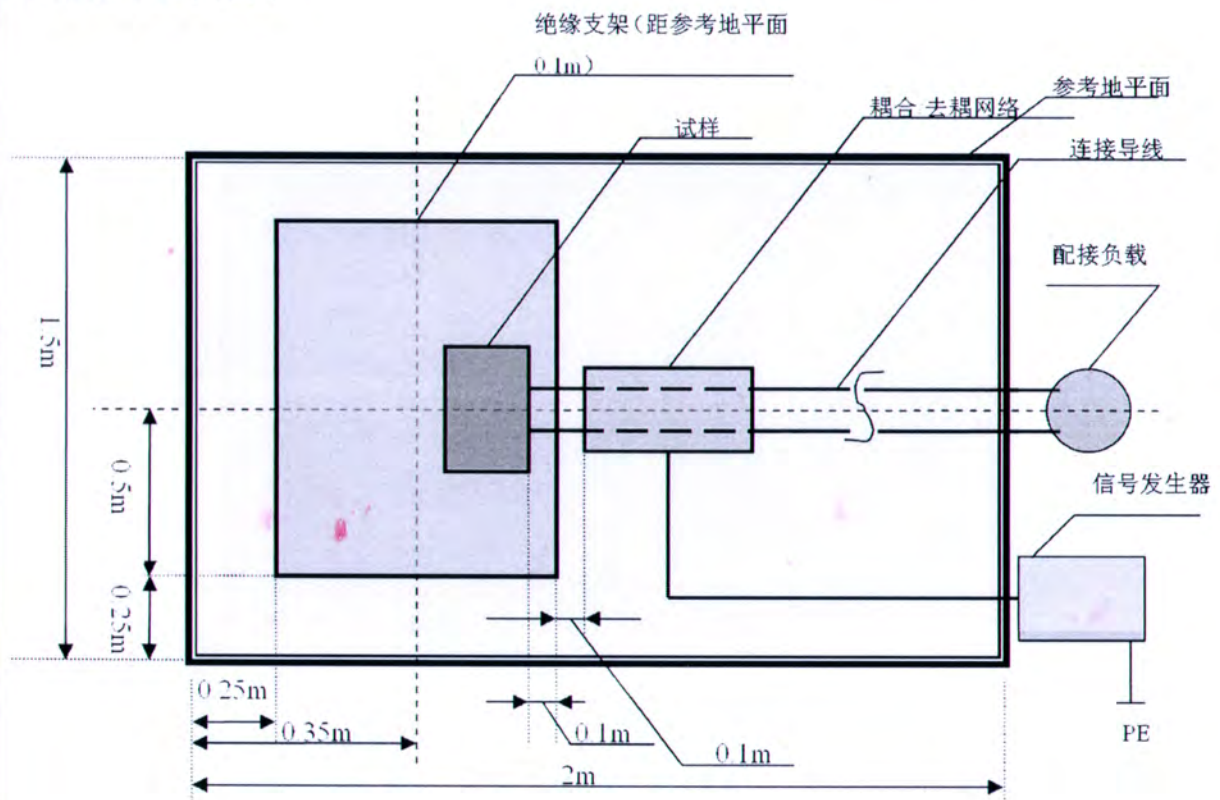 绝缘支架（距参考地平面
0.1m）
参考地平面
耦合 去耦网络
试样
连接导线
配接负载
1.5m
0.5m
信号发生器
0.25m
0.25m
0.35m
0.1m
0.1m
PE
2m